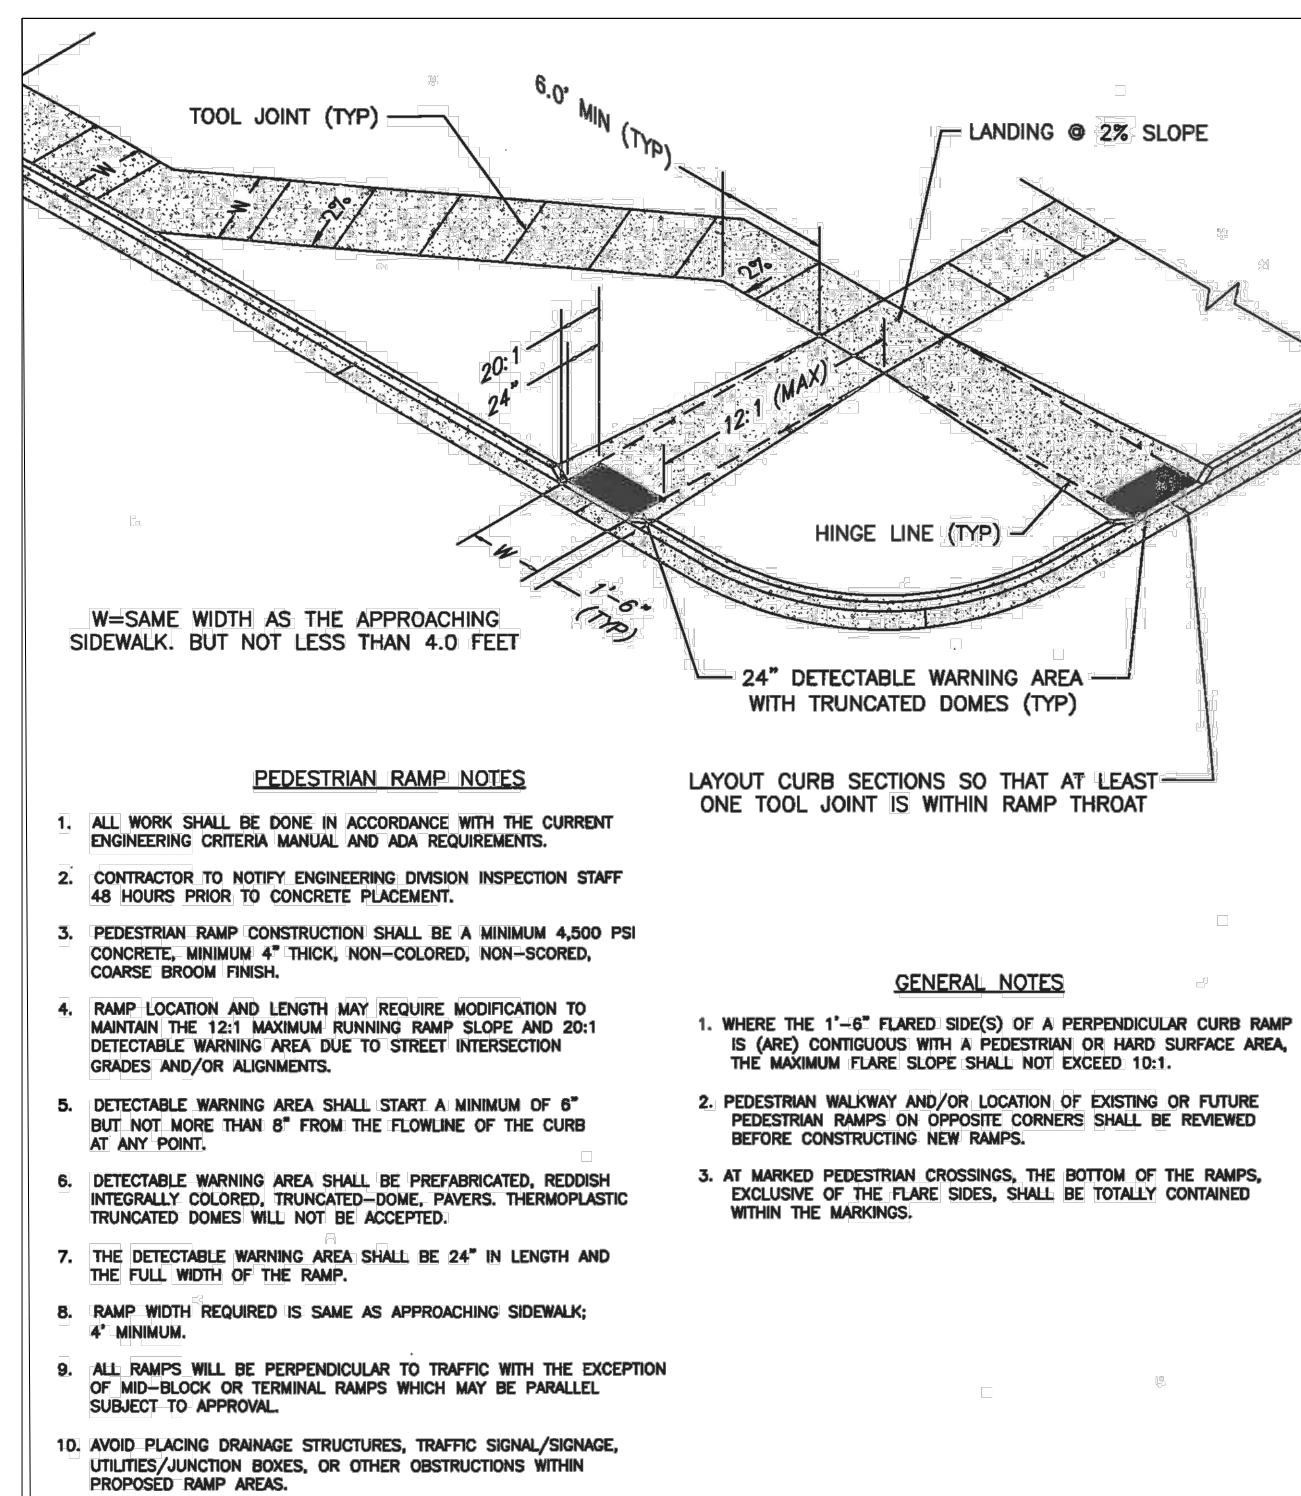 TOOL JOINT (TYP)
6.0' MIN (TYP)
LANDING @ 2% SLOPE
W
W
2%
2%
20:1
24"
12:1 (MAX)
HINGE LINE (TYP)
W
1'-6"
(TYP)
W=SAME WIDTH AS THE APPROACHING
SIDEWALK. BUT NOT LESS THAN 4.0 FEET
24" DETECTABLE WARNING AREA
WITH TRUNCATED DOMES (TYP)
LAYOUT CURB SECTIONS SO THAT AT LEAST
ONE TOOL JOINT IS WITHIN RAMP THROAT
PEDESTRIAN RAMP NOTES
1. ALL WORK SHALL BE DONE IN ACCORDANCE WITH THE CURRENT
ENGINEERING CRITERIA MANUAL AND ADA REQUIREMENTS.
2. CONTRACTOR TO NOTIFY ENGINEERING DIVISION INSPECTION STAFF
48 HOURS PRIOR TO CONCRETE PLACEMENT.
3. PEDESTRIAN RAMP CONSTRUCTION SHALL BE A MINIMUM 4,500 PSI
CONCRETE, MINIMUM 4" THICK, NON-COLORED, NON-SCORED,
COARSE BROOM FINISH.
4. RAMP LOCATION AND LENGTH MAY REQUIRE MODIFICATION TO
MAINTAIN THE 12:1 MAXIMUM RUNNING RAMP SLOPE AND 20:1
DETECTABLE WARNING AREA DUE TO STREET INTERSECTION
GRADES AND/OR ALIGNMENTS.
5. DETECTABLE WARNING AREA SHALL START A MINIMUM OF 6"
BUT NOT MORE THAN 8" FROM THE FLOWLINE OF THE CURB
AT ANY POINT.
6. DETECTABLE WARNING AREA SHALL BE PREFABRICATED, REDDISH
INTEGRALLY COLORED, TRUNCATED-DOME, PAVERS. THERMOPLASTIC
TRUNCATED DOMES WILL NOT BE ACCEPTED.
7. THE DETECTABLE WARNING AREA SHALL BE 24" IN LENGTH AND
THE FULL WIDTH OF THE RAMP.
8. RAMP WIDTH REQUIRED IS SAME AS APPROACHING SIDEWALK;
4' MINIMUM.
9. ALL RAMPS WILL BE PERPENDICULAR TO TRAFFIC WITH THE EXCEPTION
OF MID-BLOCK OR TERMINAL RAMPS WHICH MAY BE PARALLEL
SUBJECT TO APPROVAL.
10. AVOID PLACING DRAINAGE STRUCTURES, TRAFFIC SIGNAL/SIGNAGE,
UTILITIES/JUNCTION BOXES, OR OTHER OBSTRUCTIONS WITHIN
PROPOSED RAMP AREAS.
GENERAL NOTES
1. WHERE THE 1'-6" FLARED SIDE(S) OF A PERPENDICULAR CURB RAMP
IS (ARE) CONTIGUOUS WITH A PEDESTRIAN OR HARD SURFACE AREA,
THE MAXIMUM FLARE SLOPE SHALL NOT EXCEED 10:1.
2. PEDESTRIAN WALKWAY AND/OR LOCATION OF EXISTING OR FUTURE
PEDESTRIAN RAMPS ON OPPOSITE CORNERS SHALL BE REVIEWED
BEFORE CONSTRUCTING NEW RAMPS.
3. AT MARKED PEDESTRIAN CROSSINGS, THE BOTTOM OF THE RAMPS,
EXCLUSIVE OF THE FLARE SIDES, SHALL BE TOTALLY CONTAINED
WITHIN THE MARKINGS.